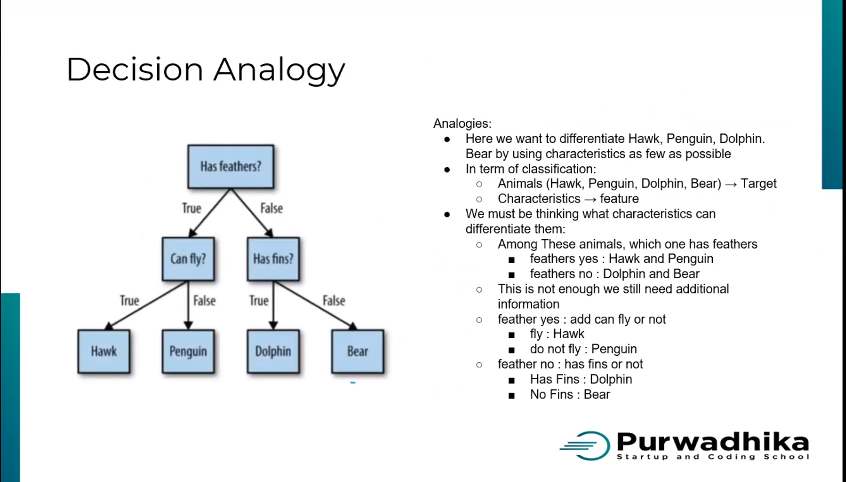 Decision Analogy
Has feathers?
True
False
Can fly?
Has fins?
True
False
True
False
Hawk
Penguin
Dolphin
Bear
Analogies:
● Here we want to differentiate Hawk, Penguin, Dolphin.
Bear by using characteristics as few as possible
● In term of classification:
○ Animals (Hawk, Penguin, Dolphin, Bear) → Target
○ Characteristics → feature
● We must be thinking what characteristics can
differentiate them:
○ Among These animals, which one has feathers
■ feathers yes : Hawk and Penguin
■ feathers no : Dolphin and Bear
○ This is not enough we still need additional
information
○ feather yes : add can fly or not
■ fly : Hawk
■ do not fly : Penguin
○ feather no : has fins or not
■ Has Fins : Dolphin
■ No Fins : Bear
Purwadhika
Startup and Coding School